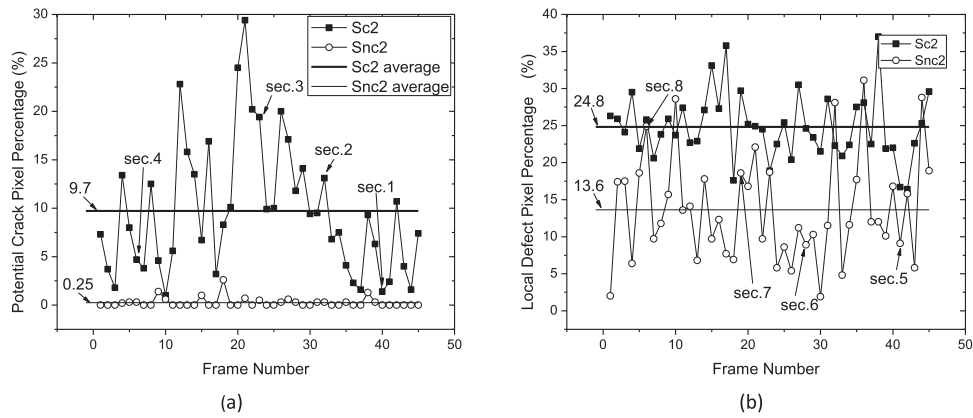 35
30
25
20
15
10
5
0
Potential Crack Pixel Percentage (%)
Sc2
Snc2
Sc2 average
Snc2 average
sec.3
sec.4
sec.2
sec.1
9.7
0.25
0 10 20 30 40 50
Frame Number
(a)
40
35
30
25
20
15
10
5
0
Local Defect Pixel Percentage (%)
Sc2
Snc2
sec.8
24.8
13.6
sec.7
sec.6
sec.5
0 10 20 30 40 50
Frame Number
(b)